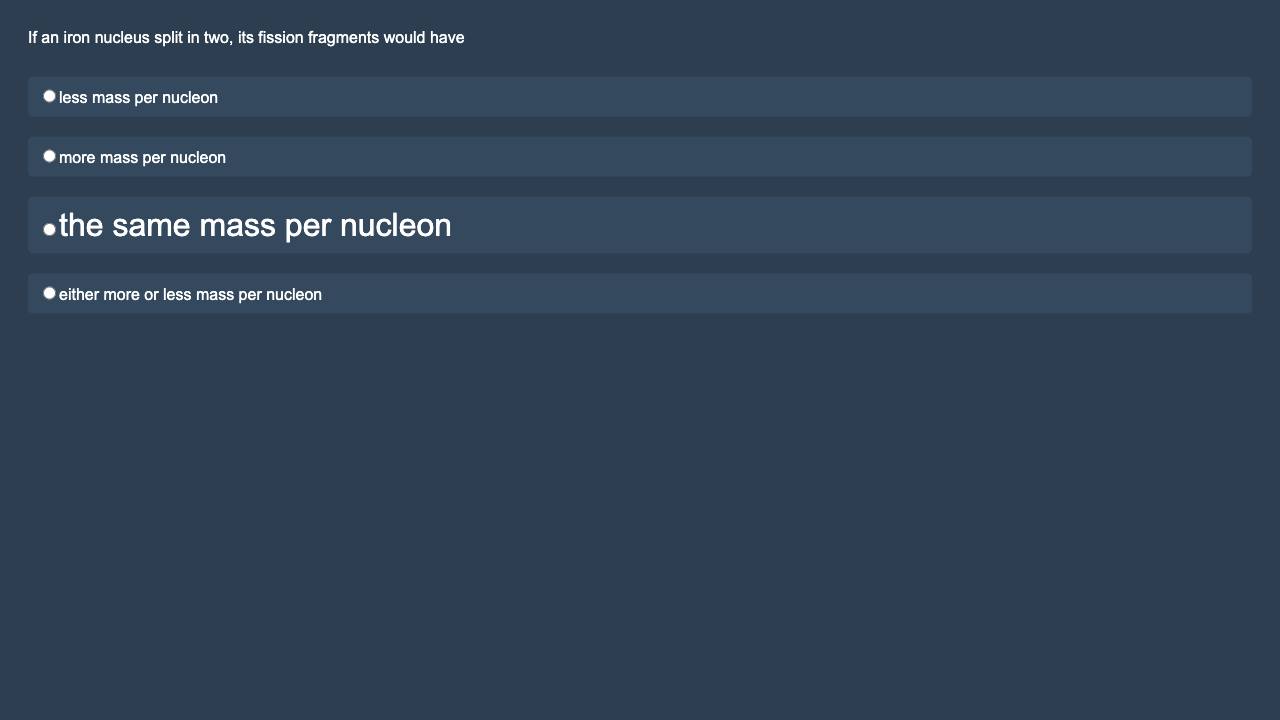 If an iron nucleus split in two, its fission fragments would have
less mass per nucleon
more mass per nucleon
the same mass per nucleon
either more or less mass per nucleon